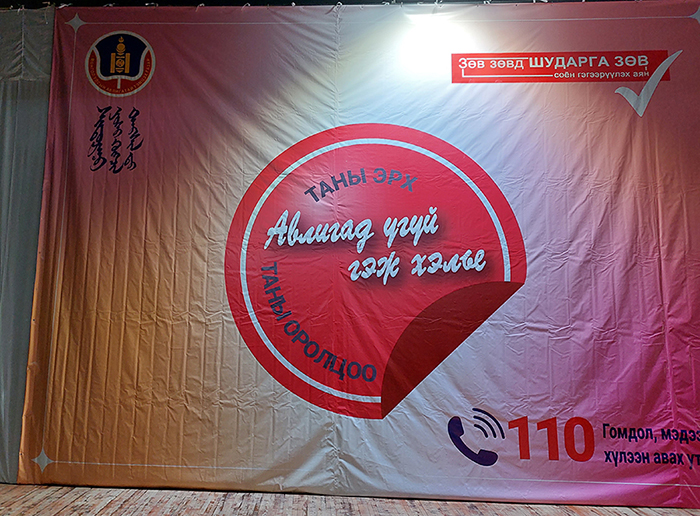 Зөв зөвд ШУДАРГА ЗӨВ
соён гэгээрүүлэх аян
ТАНЫ ЭРХ
Авлигад үгүй
гэж хэлье
ТАНЫ ОРОЛЦОО
110
Гомдол,
хүлээн авах